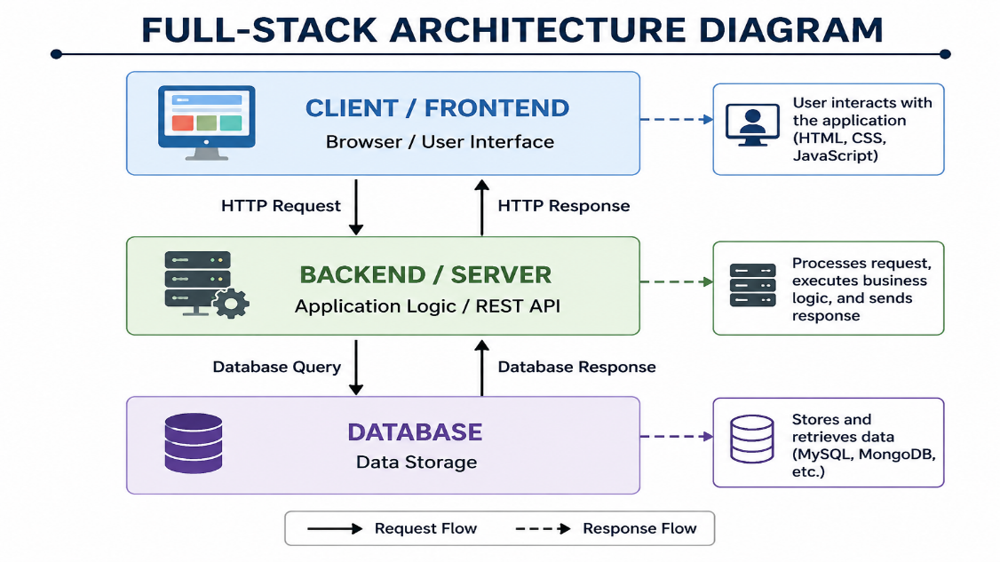 FULL-STACK ARCHITECTURE DIAGRAM
CLIENT / FRONTEND
Browser / User Interface
User interacts with
the application
(HTML, CSS,
JavaScript)
HTTP Request
HTTP Response
BACKEND / SERVER
Application Logic / REST API
Processes request,
executes business
logic, and sends
response
Database Query
Database Response
DATABASE
Data Storage
Stores and
retrieves data
(MySQL, MongoDB,
etc.)
Request Flow
Response Flow